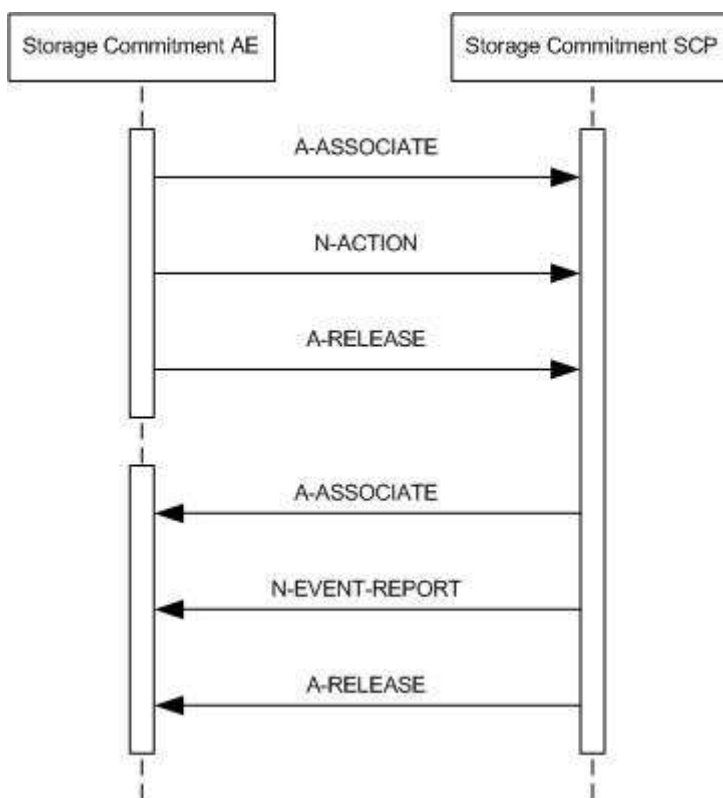 Storage Commitment AE
Storage Commitment SCP
A-ASSOCIATE
N-ACTION
A-RELEASE
A-ASSOCIATE
N-EVENT-REPORT
A-RELEASE